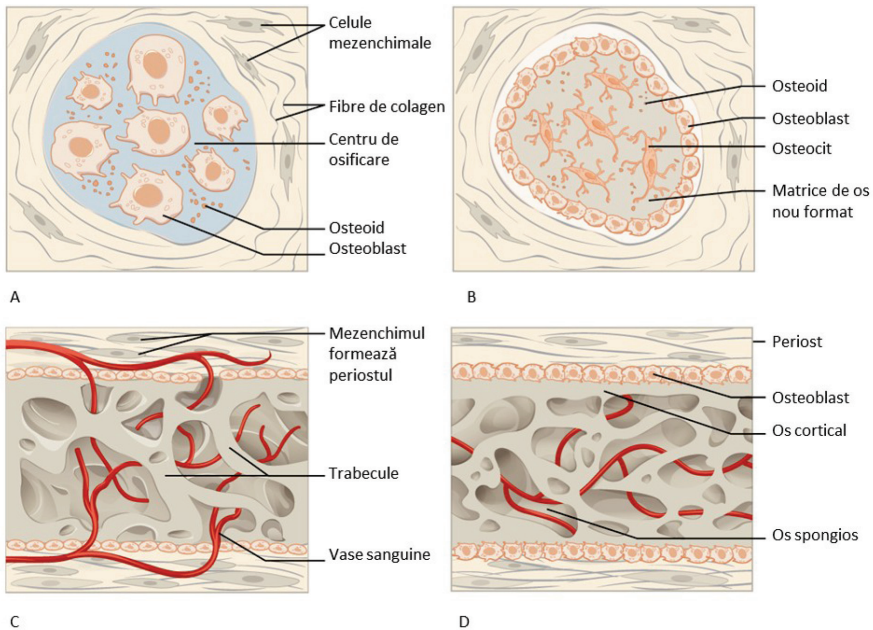 Celule
mezenchimale
Fibre de colagen
Centru de
osificare
Osteoid
Osteoblast
A
Osteoid
Osteoblast
Osteocit
Matrice de os
nou format
B
Mezenchimul
formează
periostul
Trabecule
Vase sanguine
C
Periost
Osteoblast
Os cortical
Os spongios
D